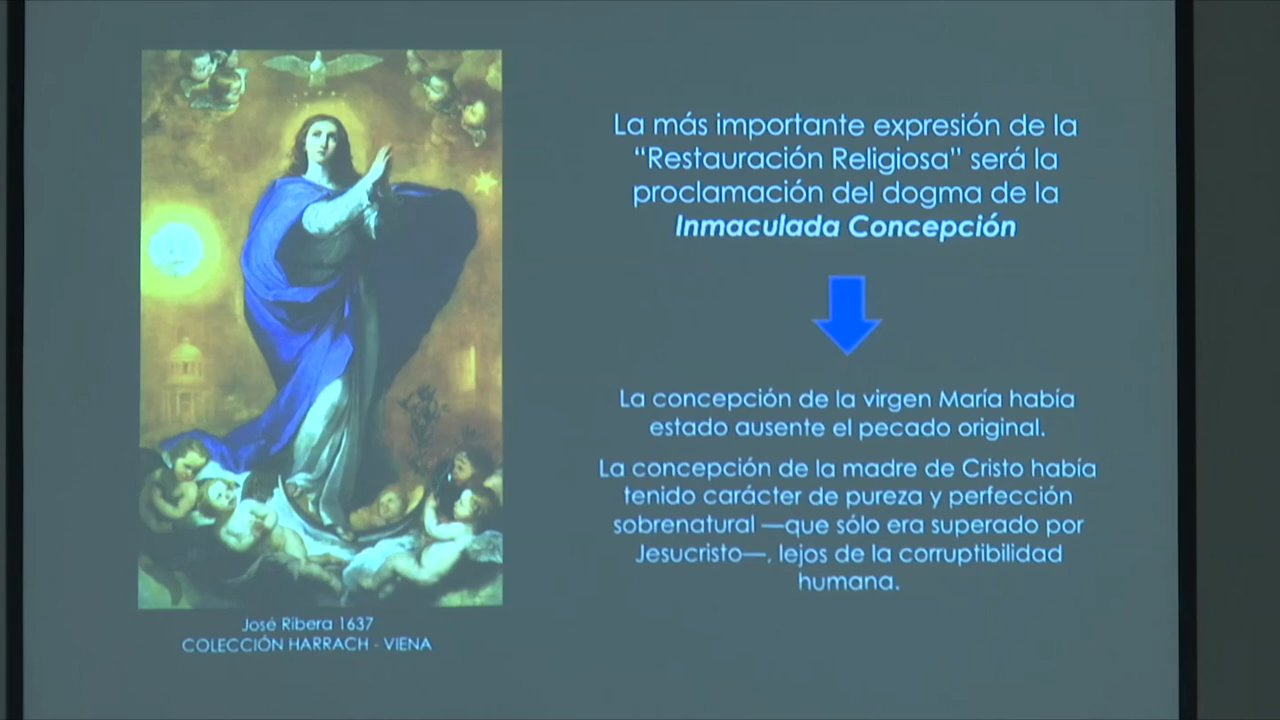 La más importante expresión de la
“Restauración Religiosa” será la
proclamación del dogma de la
Inmaculada Concepción
La concepción de la virgen María había
estado ausente el pecado original.
La concepción de la madre de Cristo había
tenido carácter de pureza y perfección
sobrenatural —que sólo era superado por
Jesucristo—, lejos de la corruptibilidad
humana.
José Ribera 1637
COLECCIÓN HARRACH - VIENA